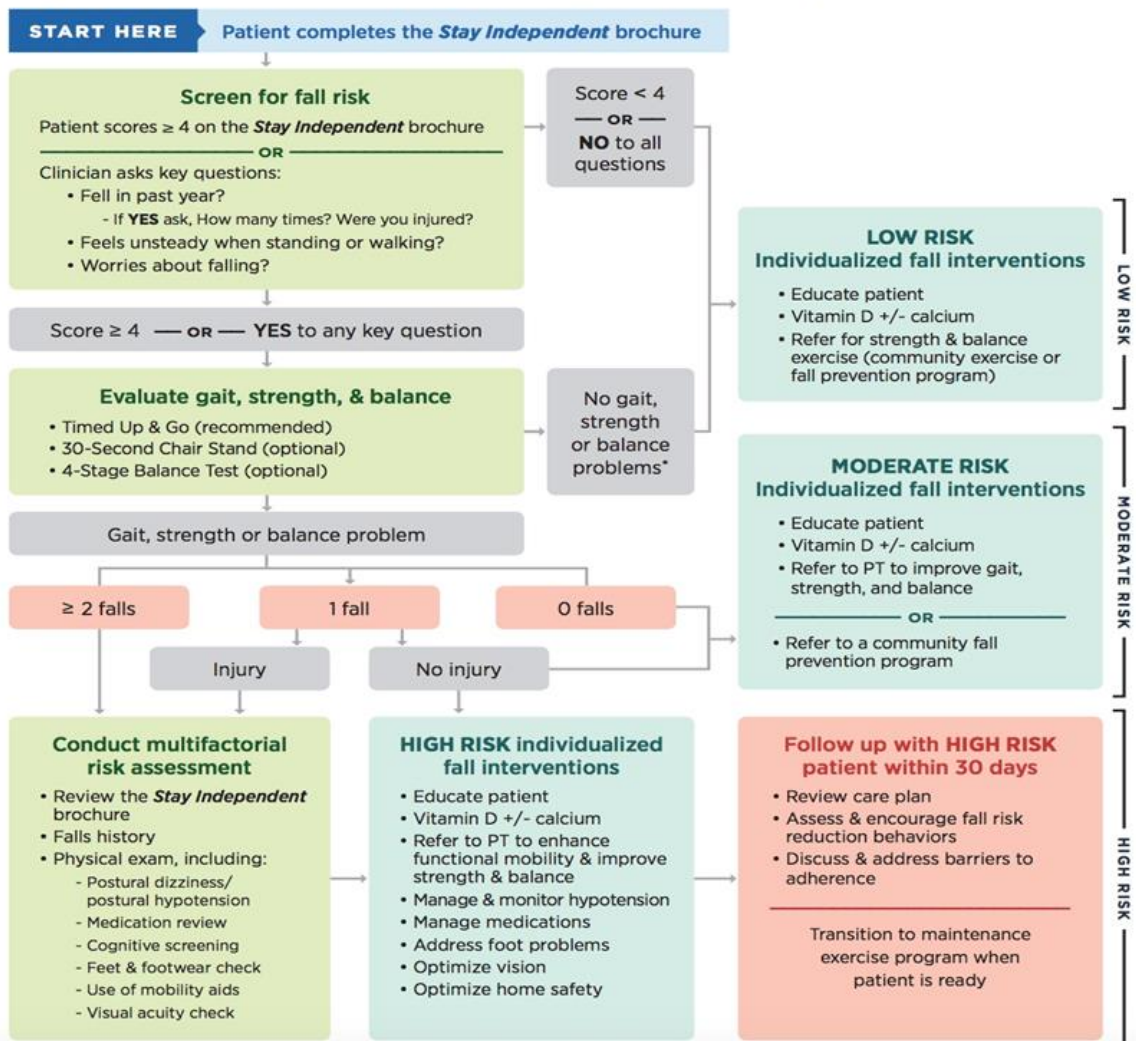 START HERE
Patient completes the Stay Independent brochure
Screen for fall risk
Patient scores ≥ 4 on the Stay Independent brochure
OR
Clinician asks key questions:
• Fell in past year?
- If YES ask, How many times? Were you injured?
• Feels unsteady when standing or walking?
• Worries about falling?
Score < 4
OR
NO to all
questions
Score ≥ 4 — OR — YES to any key question
Evaluate gait, strength, & balance
• Timed Up & Go (recommended)
• 30-Second Chair Stand (optional)
• 4-Stage Balance Test (optional)
No gait,
strength
or balance
problems*
LOW RISK
Individualized fall interventions
• Educate patient
• Vitamin D +/- calcium
• Refer for strength & balance
exercise (community exercise or
fall prevention program)
LOW RISK
Gait, strength or balance problem
≥ 2 falls
1 fall
0 falls
Injury
No injury
MODERATE RISK
Individualized fall interventions
• Educate patient
• Vitamin D +/- calcium
• Refer to PT to improve gait,
strength, and balance
OR
• Refer to a community fall
prevention program
MODERATE RISK
Conduct multifactorial
risk assessment
• Review the Stay Independent
brochure
• Falls history
• Physical exam, including:
- Postural dizziness/
postural hypotension
- Medication review
- Cognitive screening
- Feet & footwear check
- Use of mobility aids
- Visual acuity check
HIGH RISK individualized
fall interventions
• Educate patient
• Vitamin D +/- calcium
• Refer to PT to enhance
functional mobility & improve
strength & balance
• Manage & monitor hypotension
• Manage medications
• Address foot problems
• Optimize vision
• Optimize home safety
Follow up with HIGH RISK
patient within 30 days
• Review care plan
• Assess & encourage fall risk
reduction behaviors
• Discuss & address barriers to
adherence
Transition to maintenance
exercise program when
patient is ready
HIGH RISK